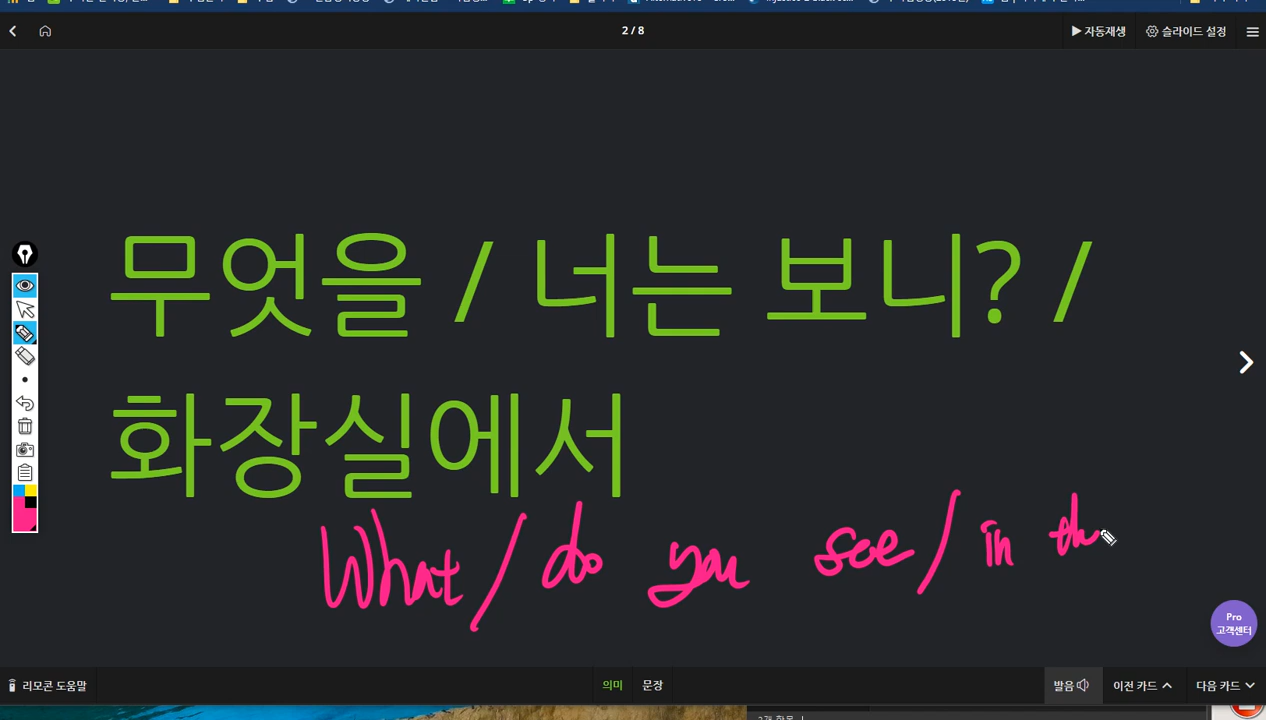 2 / 8
자동재생
슬라이드 설정
무엇을 / 너는 보니? /
화장실에서
What / do you see / in th
Pro
고객센터
리모콘 도움말
의미
문장
발음
이전 카드
다음 카드